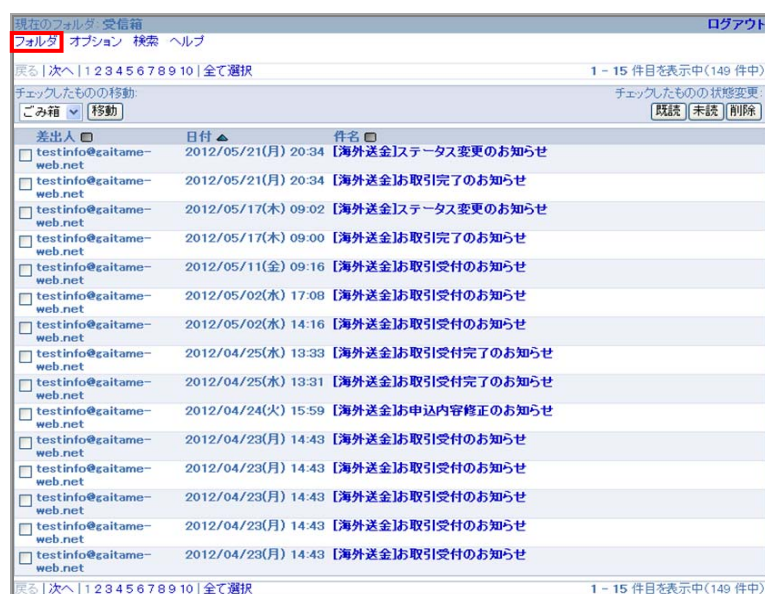 現在のフォルダ: 受信箱 ログアウト
フォルダ オプション 検索 ヘルプ
戻る | 次へ | 1 2 3 4 5 6 7 8 9 10 | 全て選択 1 - 15 件目を表示中(149 件中)
チェックしたものの移動: チェックしたものの状態変更:
ごみ箱 移動 既読 未読 削除
差出人 日付 件名
testinfo@gaitame- 2012/05/21(月) 20:34 [海外送金]ステータス変更のお知らせ
web.net
testinfo@gaitame- 2012/05/21(月) 20:34 [海外送金]お取引完了のお知らせ
web.net
testinfo@gaitame- 2012/05/17(木) 09:02 [海外送金]ステータス変更のお知らせ
web.net
testinfo@gaitame- 2012/05/17(木) 09:00 [海外送金]お取引完了のお知らせ
web.net
testinfo@gaitame- 2012/05/11(金) 09:16 [海外送金]お取引受付のお知らせ
web.net
testinfo@gaitame- 2012/05/02(水) 17:08 [海外送金]お取引受付のお知らせ
web.net
testinfo@gaitame- 2012/05/02(水) 14:16 [海外送金]お取引受付のお知らせ
web.net
testinfo@gaitame- 2012/04/25(水) 13:33 [海外送金]お取引受付完了のお知らせ
web.net
testinfo@gaitame- 2012/04/25(水) 13:31 [海外送金]お取引受付完了のお知らせ
web.net
testinfo@gaitame- 2012/04/24(火) 15:59 [海外送金]お申込内容修正のお知らせ
web.net
testinfo@gaitame- 2012/04/23(月) 14:43 [海外送金]お取引受付のお知らせ
web.net
testinfo@gaitame- 2012/04/23(月) 14:43 [海外送金]お取引受付のお知らせ
web.net
testinfo@gaitame- 2012/04/23(月) 14:43 [海外送金]お取引受付のお知らせ
web.net
testinfo@gaitame- 2012/04/23(月) 14:43 [海外送金]お取引受付のお知らせ
web.net
testinfo@gaitame- 2012/04/23(月) 14:43 [海外送金]お取引受付のお知らせ
web.net
戻る | 次へ | 1 2 3 4 5 6 7 8 9 10 | 全て選択 1 - 15 件目を表示中(149 件中)